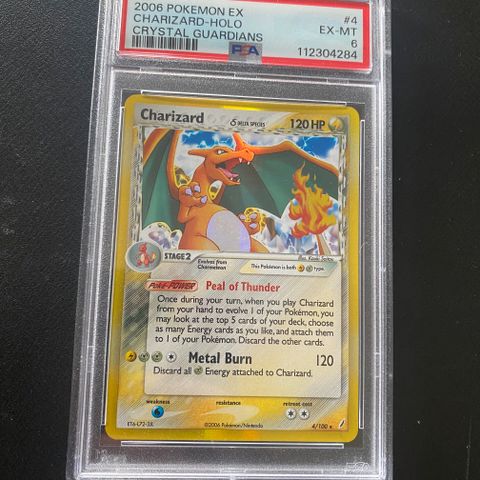 2006 POKEMON EX #4
CHARIZARD-HOLO EX-MT
CRYSTAL GUARDIANS PSA 6
112304284
Charizard δ DELTA SPECIES 120 HP
Illus. Kouki Saitou
STAGE 2 Evolves from Charmeleon
This Pokémon is both type.
POKé-POWER Peal of Thunder
Once during your turn, when you play Charizard
from your hand to evolve 1 of your Pokémon, you
may look at the top 5 cards of your deck, choose
as many Energy cards as you like, and attach them
to 1 of your Pokémon. Discard the other cards.
Metal Burn 120
Discard all Energy attached to Charizard.
weakness resistance retreat cost
©2006 Pokémon/Nintendo 4/100